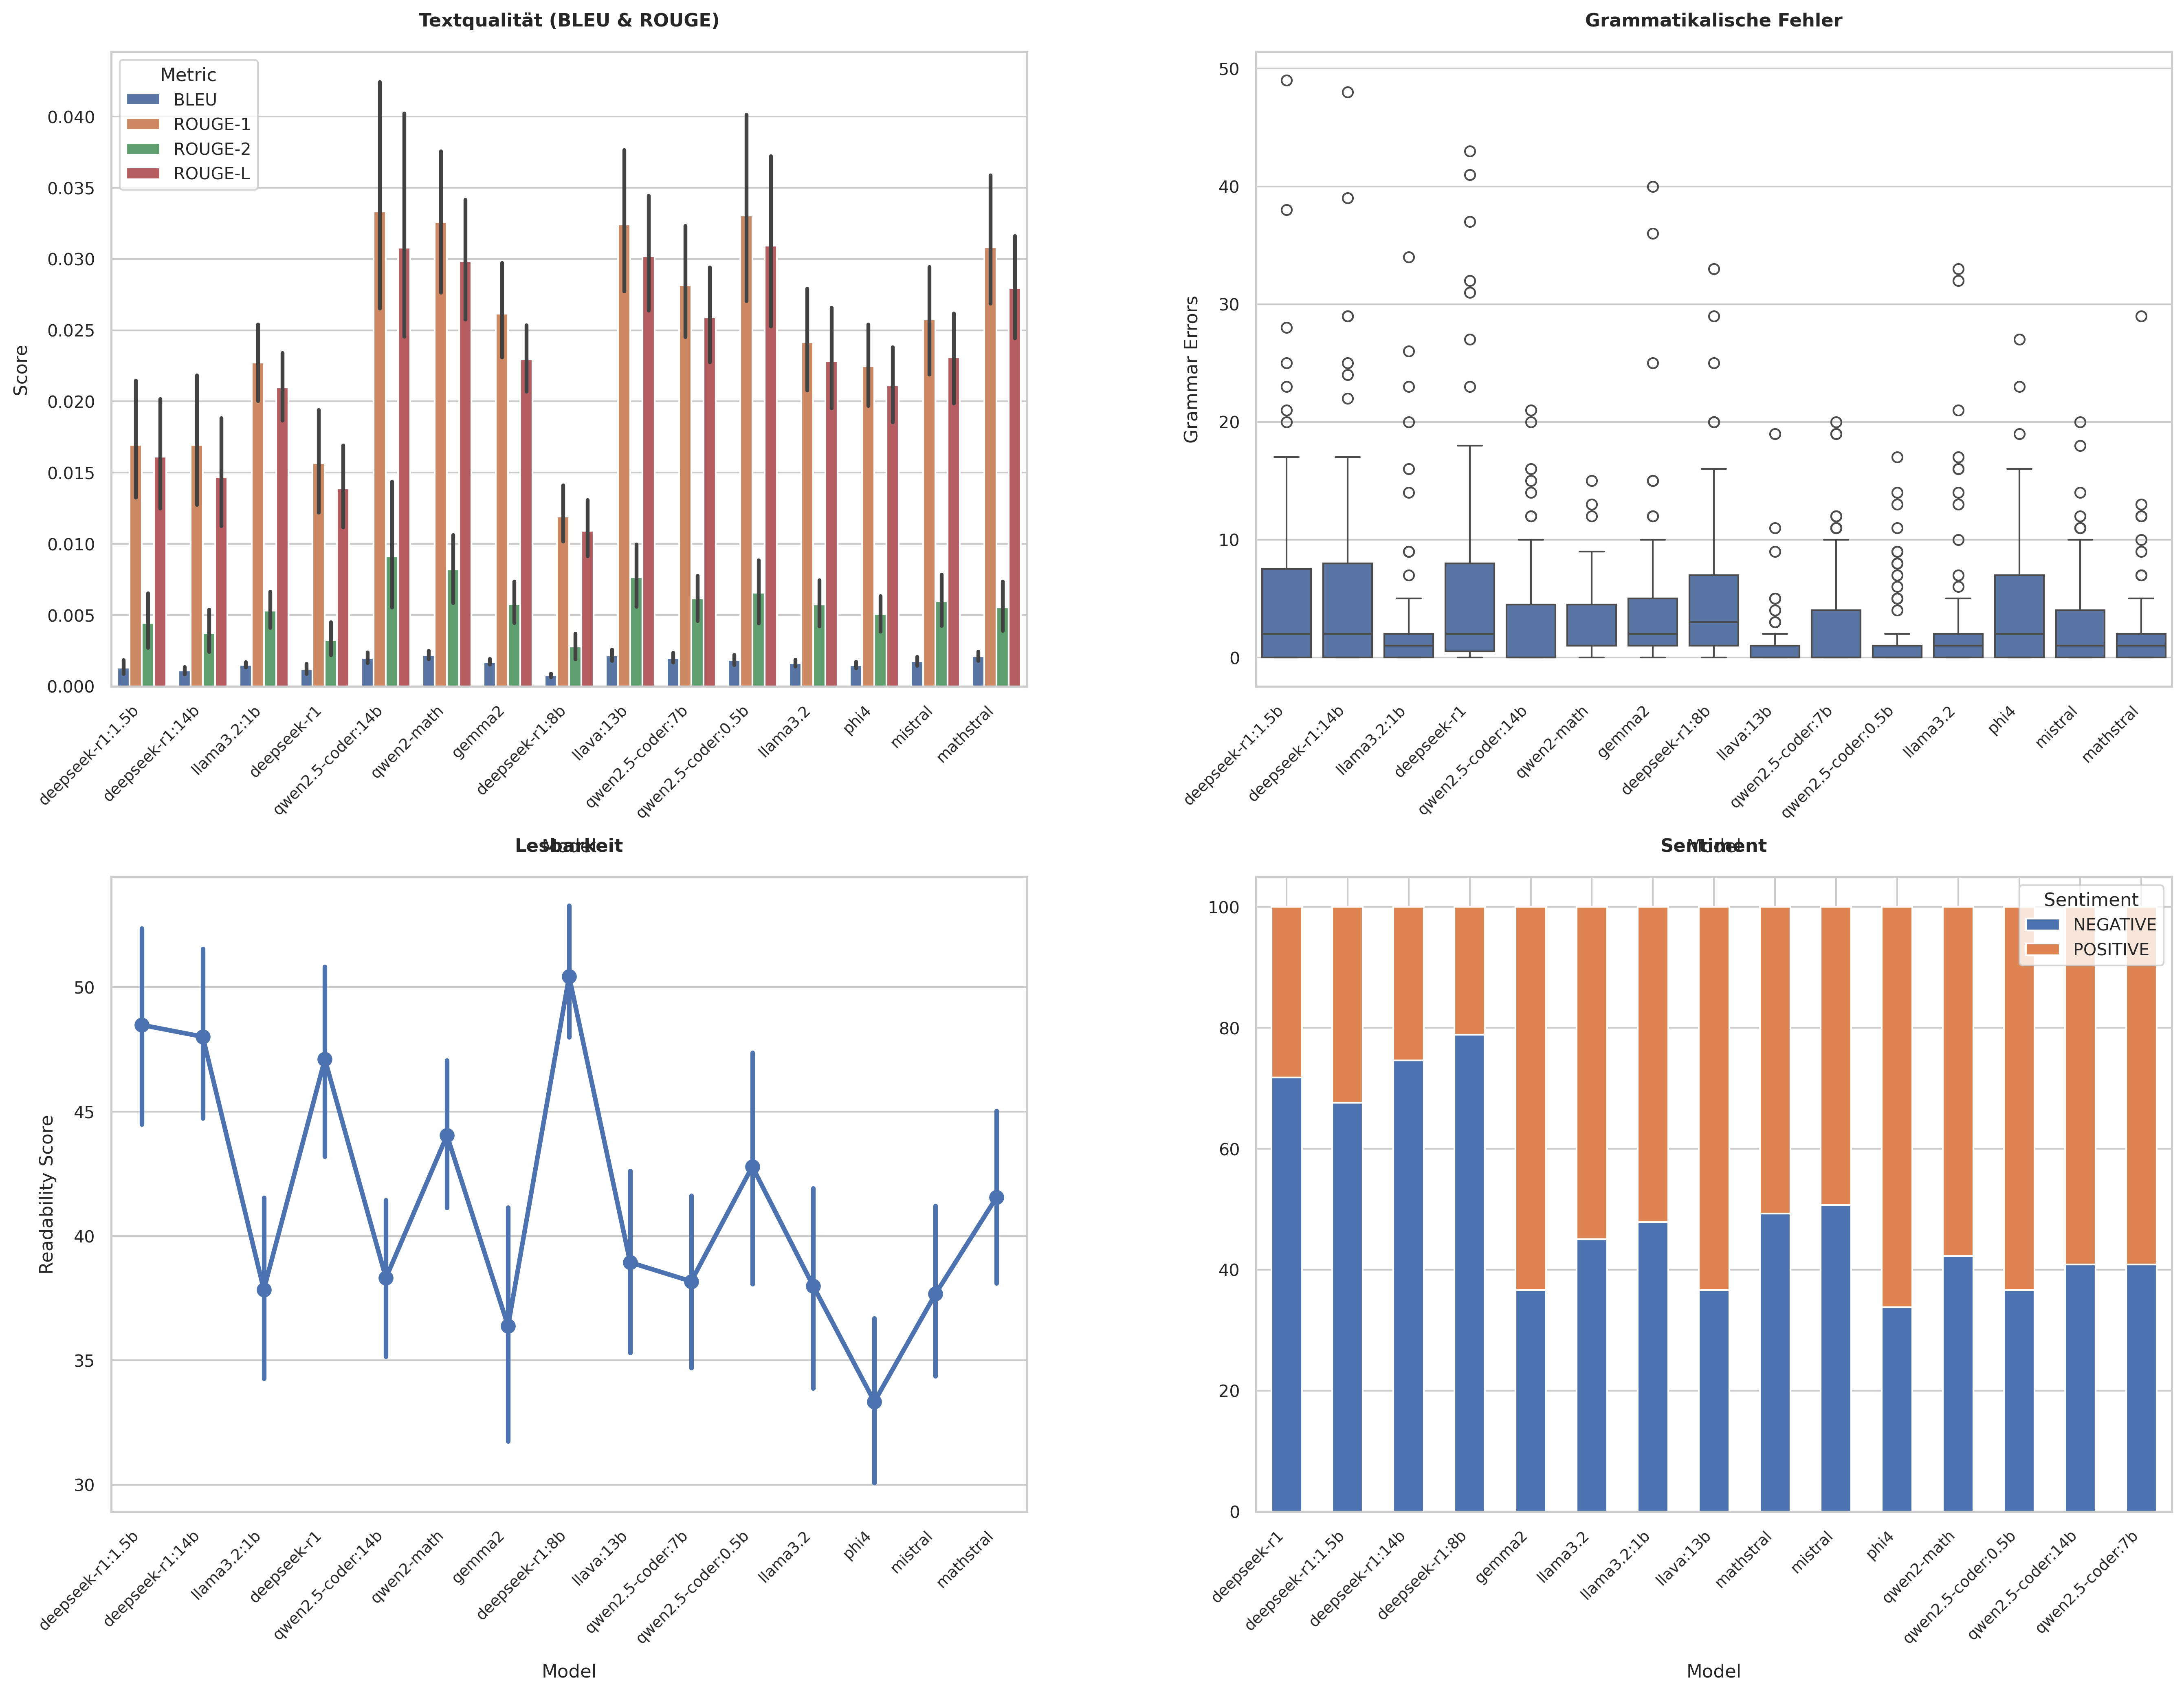 Textqualität (BLEU & ROUGE)
Metric
BLEU
ROUGE-1
ROUGE-2
ROUGE-L
Score
0.040
0.035
0.030
0.025
0.020
0.015
0.010
0.005
0.000
deepseek-r1:1.5b
deepseek-r1:14b
llama3.2:1b
deepseek-r1
qwen2.5-coder:14b
qwen2-math
gemma2
deepseek-r1:8b
llava:13b
qwen2.5-coder:7b
qwen2.5-coder:0.5b
llama3.2
phi4
mistral
mathstral
Model
Grammatikalische Fehler
Grammar Errors
50
40
30
20
10
0
deepseek-r1:1.5b
deepseek-r1:14b
llama3.2:1b
deepseek-r1
qwen2.5-coder:14b
qwen2-math
gemma2
deepseek-r1:8b
llava:13b
qwen2.5-coder:7b
qwen2.5-coder:0.5b
llama3.2
phi4
mistral
mathstral
Model
Lesbarkeit
Readability Score
50
45
40
35
30
deepseek-r1:1.5b
deepseek-r1:14b
llama3.2:1b
deepseek-r1
qwen2.5-coder:14b
qwen2-math
gemma2
deepseek-r1:8b
llava:13b
qwen2.5-coder:7b
qwen2.5-coder:0.5b
llama3.2
phi4
mistral
mathstral
Model
Sentiment
Sentiment
NEGATIVE
POSITIVE
100
80
60
40
20
0
deepseek-r1
deepseek-r1:1.5b
deepseek-r1:14b
deepseek-r1:8b
gemma2
llama3.2
llama3.2:1b
llava:13b
mathstral
mistral
phi4
qwen2-math
qwen2.5-coder:0.5b
qwen2.5-coder:14b
qwen2.5-coder:7b
Model